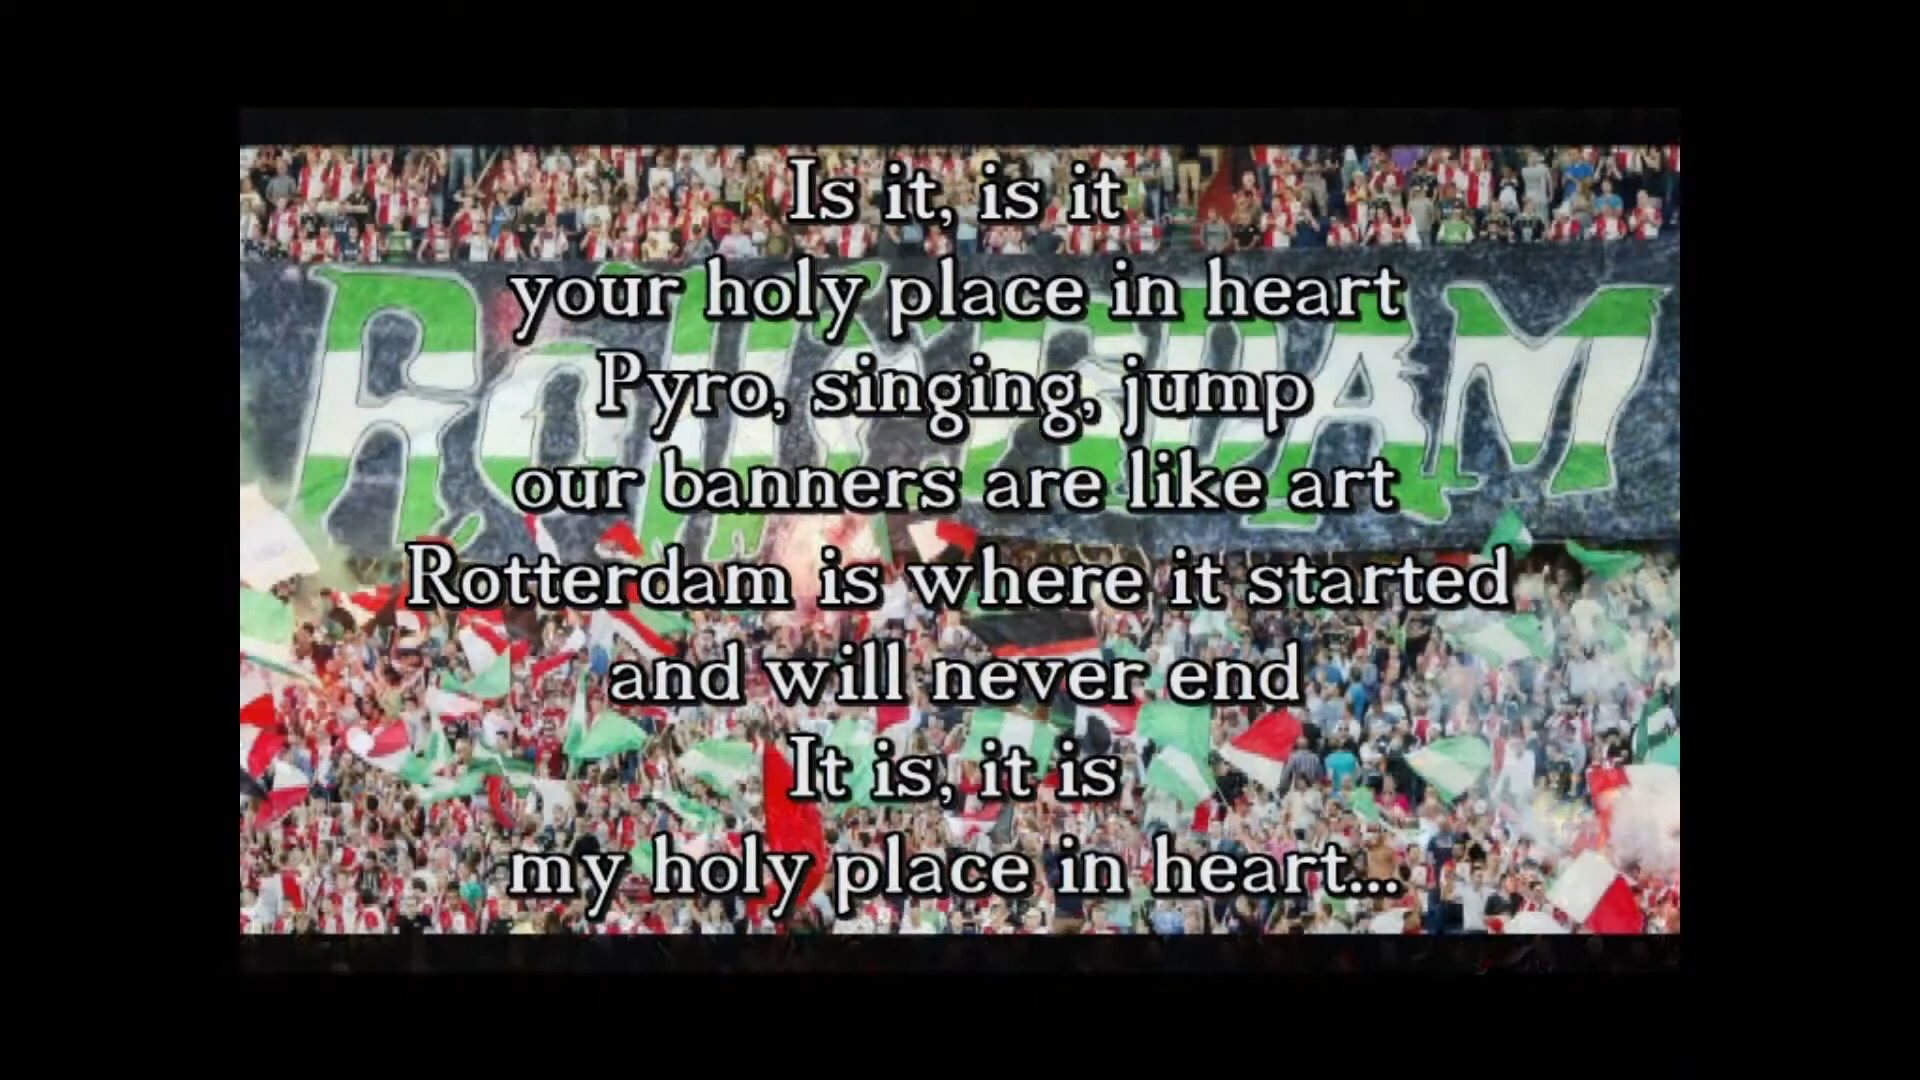 Is it, is it
your holy place in heart
Pyro, singing, jump
our banners are like art
Rotterdam is where it started
and will never end
It is, it is
my holy place in heart...
ROTTERDAM